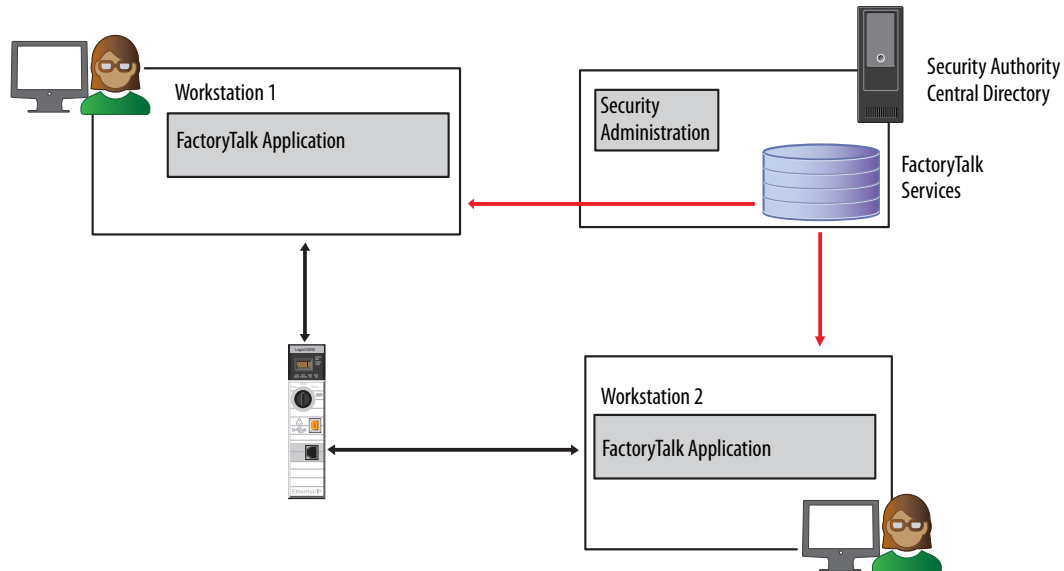 Workstation 1
FactoryTalk Application
Security
Administration
Security Authority
Central Directory
FactoryTalk
Services
Workstation 2
FactoryTalk Application
EtherNet/IP